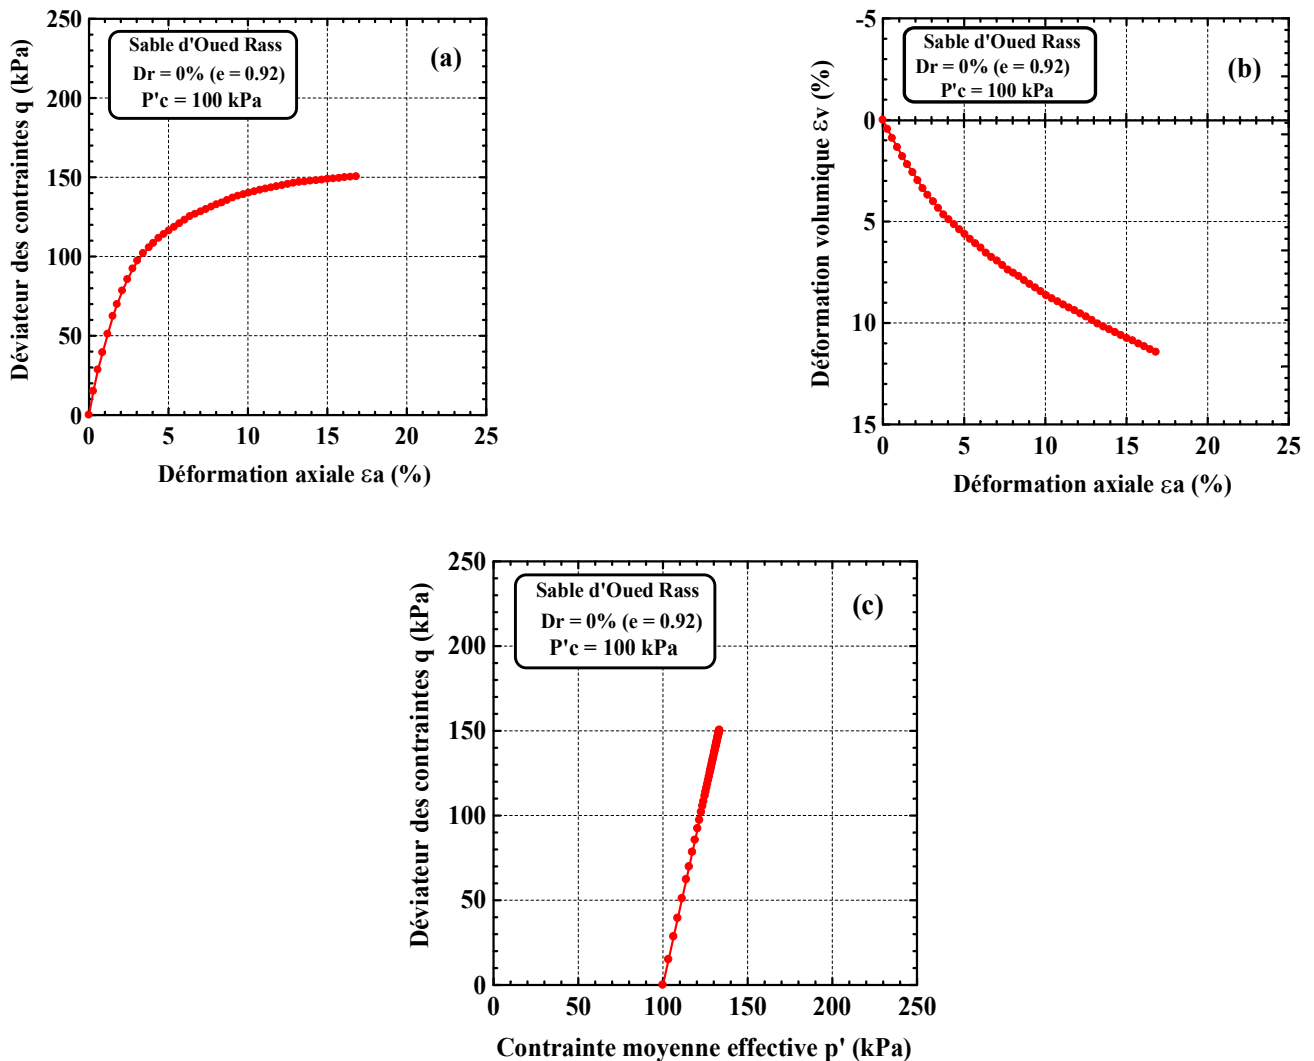 250
200
150
100
50
0
Déviateur des contraintes q (kPa)
Sable d'Oued Rass
Dr = 0% (e = 0.92)
P'c = 100 kPa
(a)
0 5 10 15 20 25
Déformation axiale εa (%)
-5
0
5
10
15
Déformation volumique εv (%)
Sable d'Oued Rass
Dr = 0% (e = 0.92)
P'c = 100 kPa
(b)
0 5 10 15 20 25
Déformation axiale εa (%)
250
200
150
100
50
0
Déviateur des contraintes q (kPa)
Sable d'Oued Rass
Dr = 0% (e = 0.92)
P'c = 100 kPa
(c)
0 50 100 150 200 250
Contrainte moyenne effective p' (kPa)